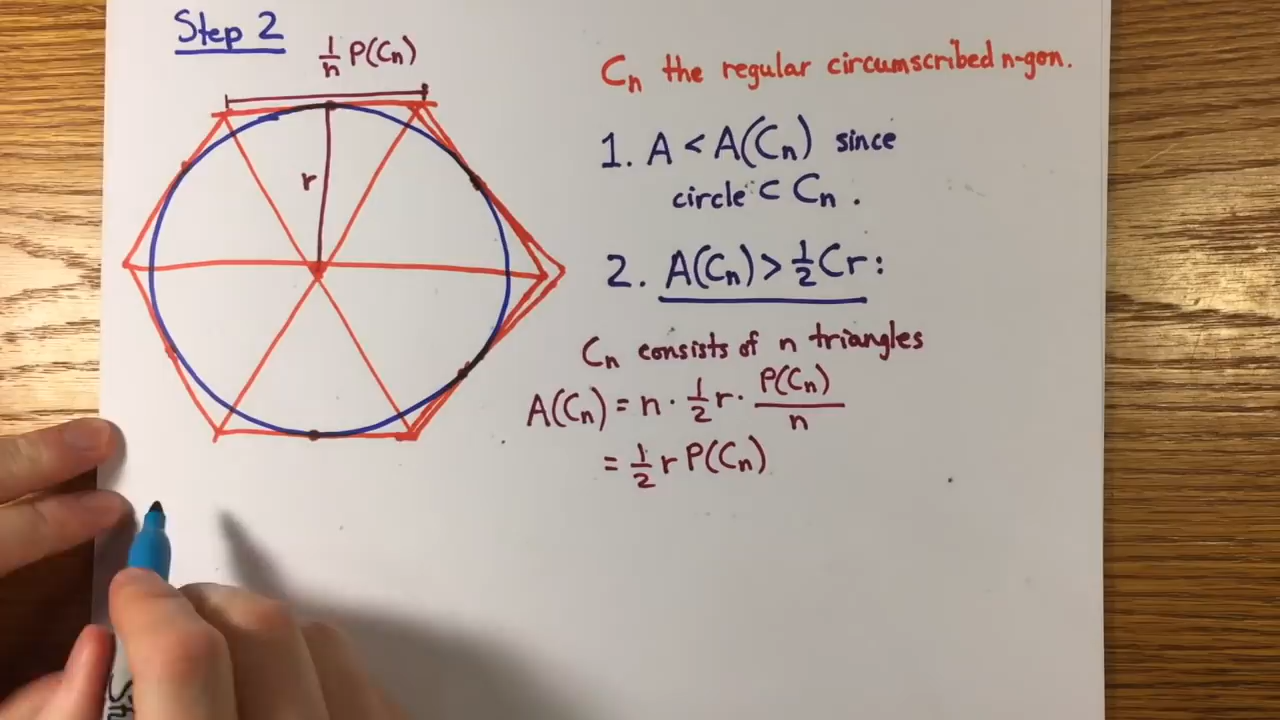 Step 2
1/n P(Cn)
r
Cn the regular circumscribed n-gon.
1. A < A(Cn) since
circle ⊂ Cn.
2. A(Cn) > 1/2 Cr:
Cn consists of n triangles
A(Cn) = n · 1/2 r · P(Cn)/n
= 1/2 r P(Cn)